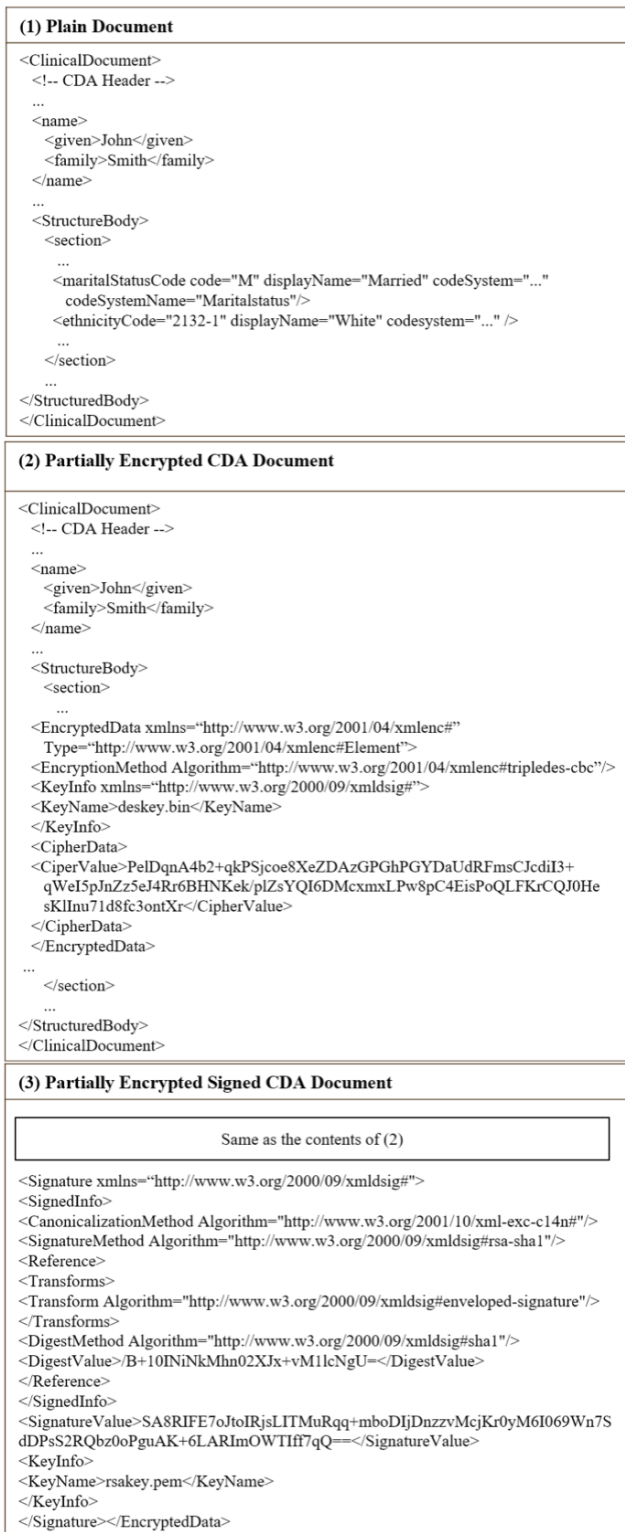 (1) Plain Document
<ClinicalDocument>
<!-- CDA Header -->
...
<name>
<given>John</given>
<family>Smith</family>
</name>
...
<StructureBody>
<section>
...
<maritalStatusCode code="M" displayName="Married" codeSystem="..."
codeSystemName="Maritalstatus"/>
<ethnicityCode="2132-1" displayName="White" codesystem="..." />
...
</section>
...
</StructuredBody>
</ClinicalDocument>
(2) Partially Encrypted CDA Document
<ClinicalDocument>
<!-- CDA Header -->
...
<name>
<given>John</given>
<family>Smith</family>
</name>
...
<StructureBody>
<section>
...
<EncryptedData xmlns=“http://www.w3.org/2001/04/xmlenc#”
Type=“http://www.w3.org/2001/04/xmlenc#Element”>
<EncryptionMethod Algorithm=“http://www.w3.org/2001/04/xmlenc#tripledes-cbc”/>
<KeyInfo xmlns=“http://www.w3.org/2000/09/xmldsig#”>
<KeyName>deskey.bin</KeyName>
</KeyInfo>
<CipherData>
<CiperValue>PelDqnA4b2+qkPSjcoe8XeZDAzGPGhPGYDaUdRFmsCJcdiI3+
qWeI5pJnZz5eJ4Rr6BHNKek/plZsYQI6DMcxmxLPw8pC4EisPoQLFKrCQJ0He
sKlInu71d8fc3ontXr</CipherValue>
</CipherData>
</EncryptedData>
...
</section>
...
</StructuredBody>
</ClinicalDocument>
(3) Partially Encrypted Signed CDA Document
Same as the contents of (2)
<Signature xmlns=“http://www.w3.org/2000/09/xmldsig#">
<SignedInfo>
<CanonicalizationMethod Algorithm="http://www.w3.org/2001/10/xml-exc-c14n#"/>
<SignatureMethod Algorithm="http://www.w3.org/2000/09/xmldsig#rsa-sha1"/>
<Reference>
<Transforms>
<Transform Algorithm="http://www.w3.org/2000/09/xmldsig#enveloped-signature"/>
</Transforms>
<DigestMethod Algorithm="http://www.w3.org/2000/09/xmldsig#sha1"/>
<DigestValue>/B+10INiNkMhn02XJx+vM1lcNgU=</DigestValue>
</Reference>
</SignedInfo>
<SignatureValue>SA8RIFE7oJtoIRjsLITMuRqq+mboDIjDnzzvMcjKr0yM6I069Wn7S
dDPsS2RQbz0oPguAK+6LARImOWTIff7qQ==</SignatureValue>
<KeyInfo>
<KeyName>rsakey.pem</KeyName>
</KeyInfo>
</Signature></EncryptedData>